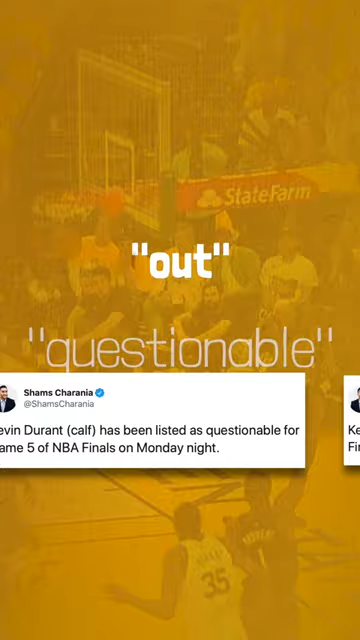 StateFarm
"out"
"questionable"
Shams Charania
@ShamsCharania
evin Durant (calf) has been listed as questionable for
ame 5 of NBA Finals on Monday night.
Ke
Fi
35